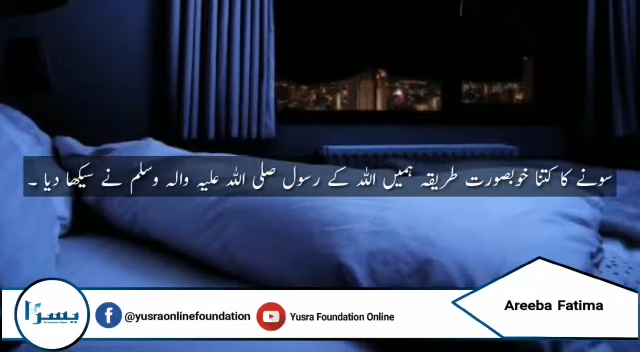 سونے کا کتنا خوبصورت طریقہ ہمیں اللہ کے رسول صلی اللہ علیہ والہ وسلم نے سیکھا دیا ۔
Areeba Fatima
یسرا
@yusraonlinefoundation
Yusra Foundation Online